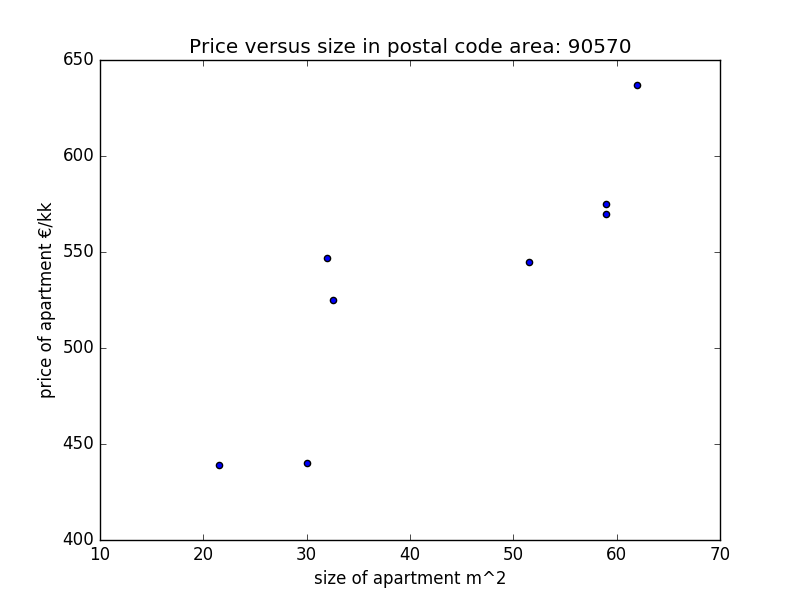 Price versus size in postal code area: 90570
650
600
550
500
450
400
price of apartment €/kk
10 20 30 40 50 60 70
size of apartment m^2